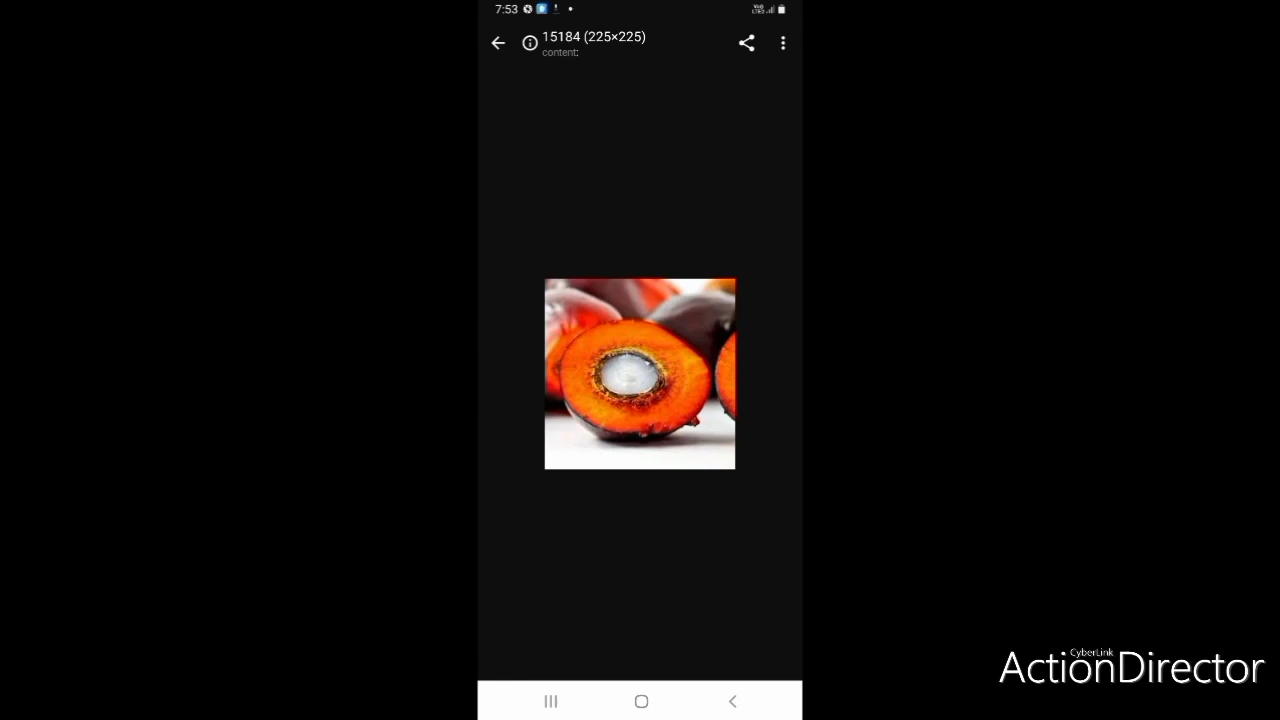 7:53
15184 (225×225)
content:
CyberLink
ActionDirector